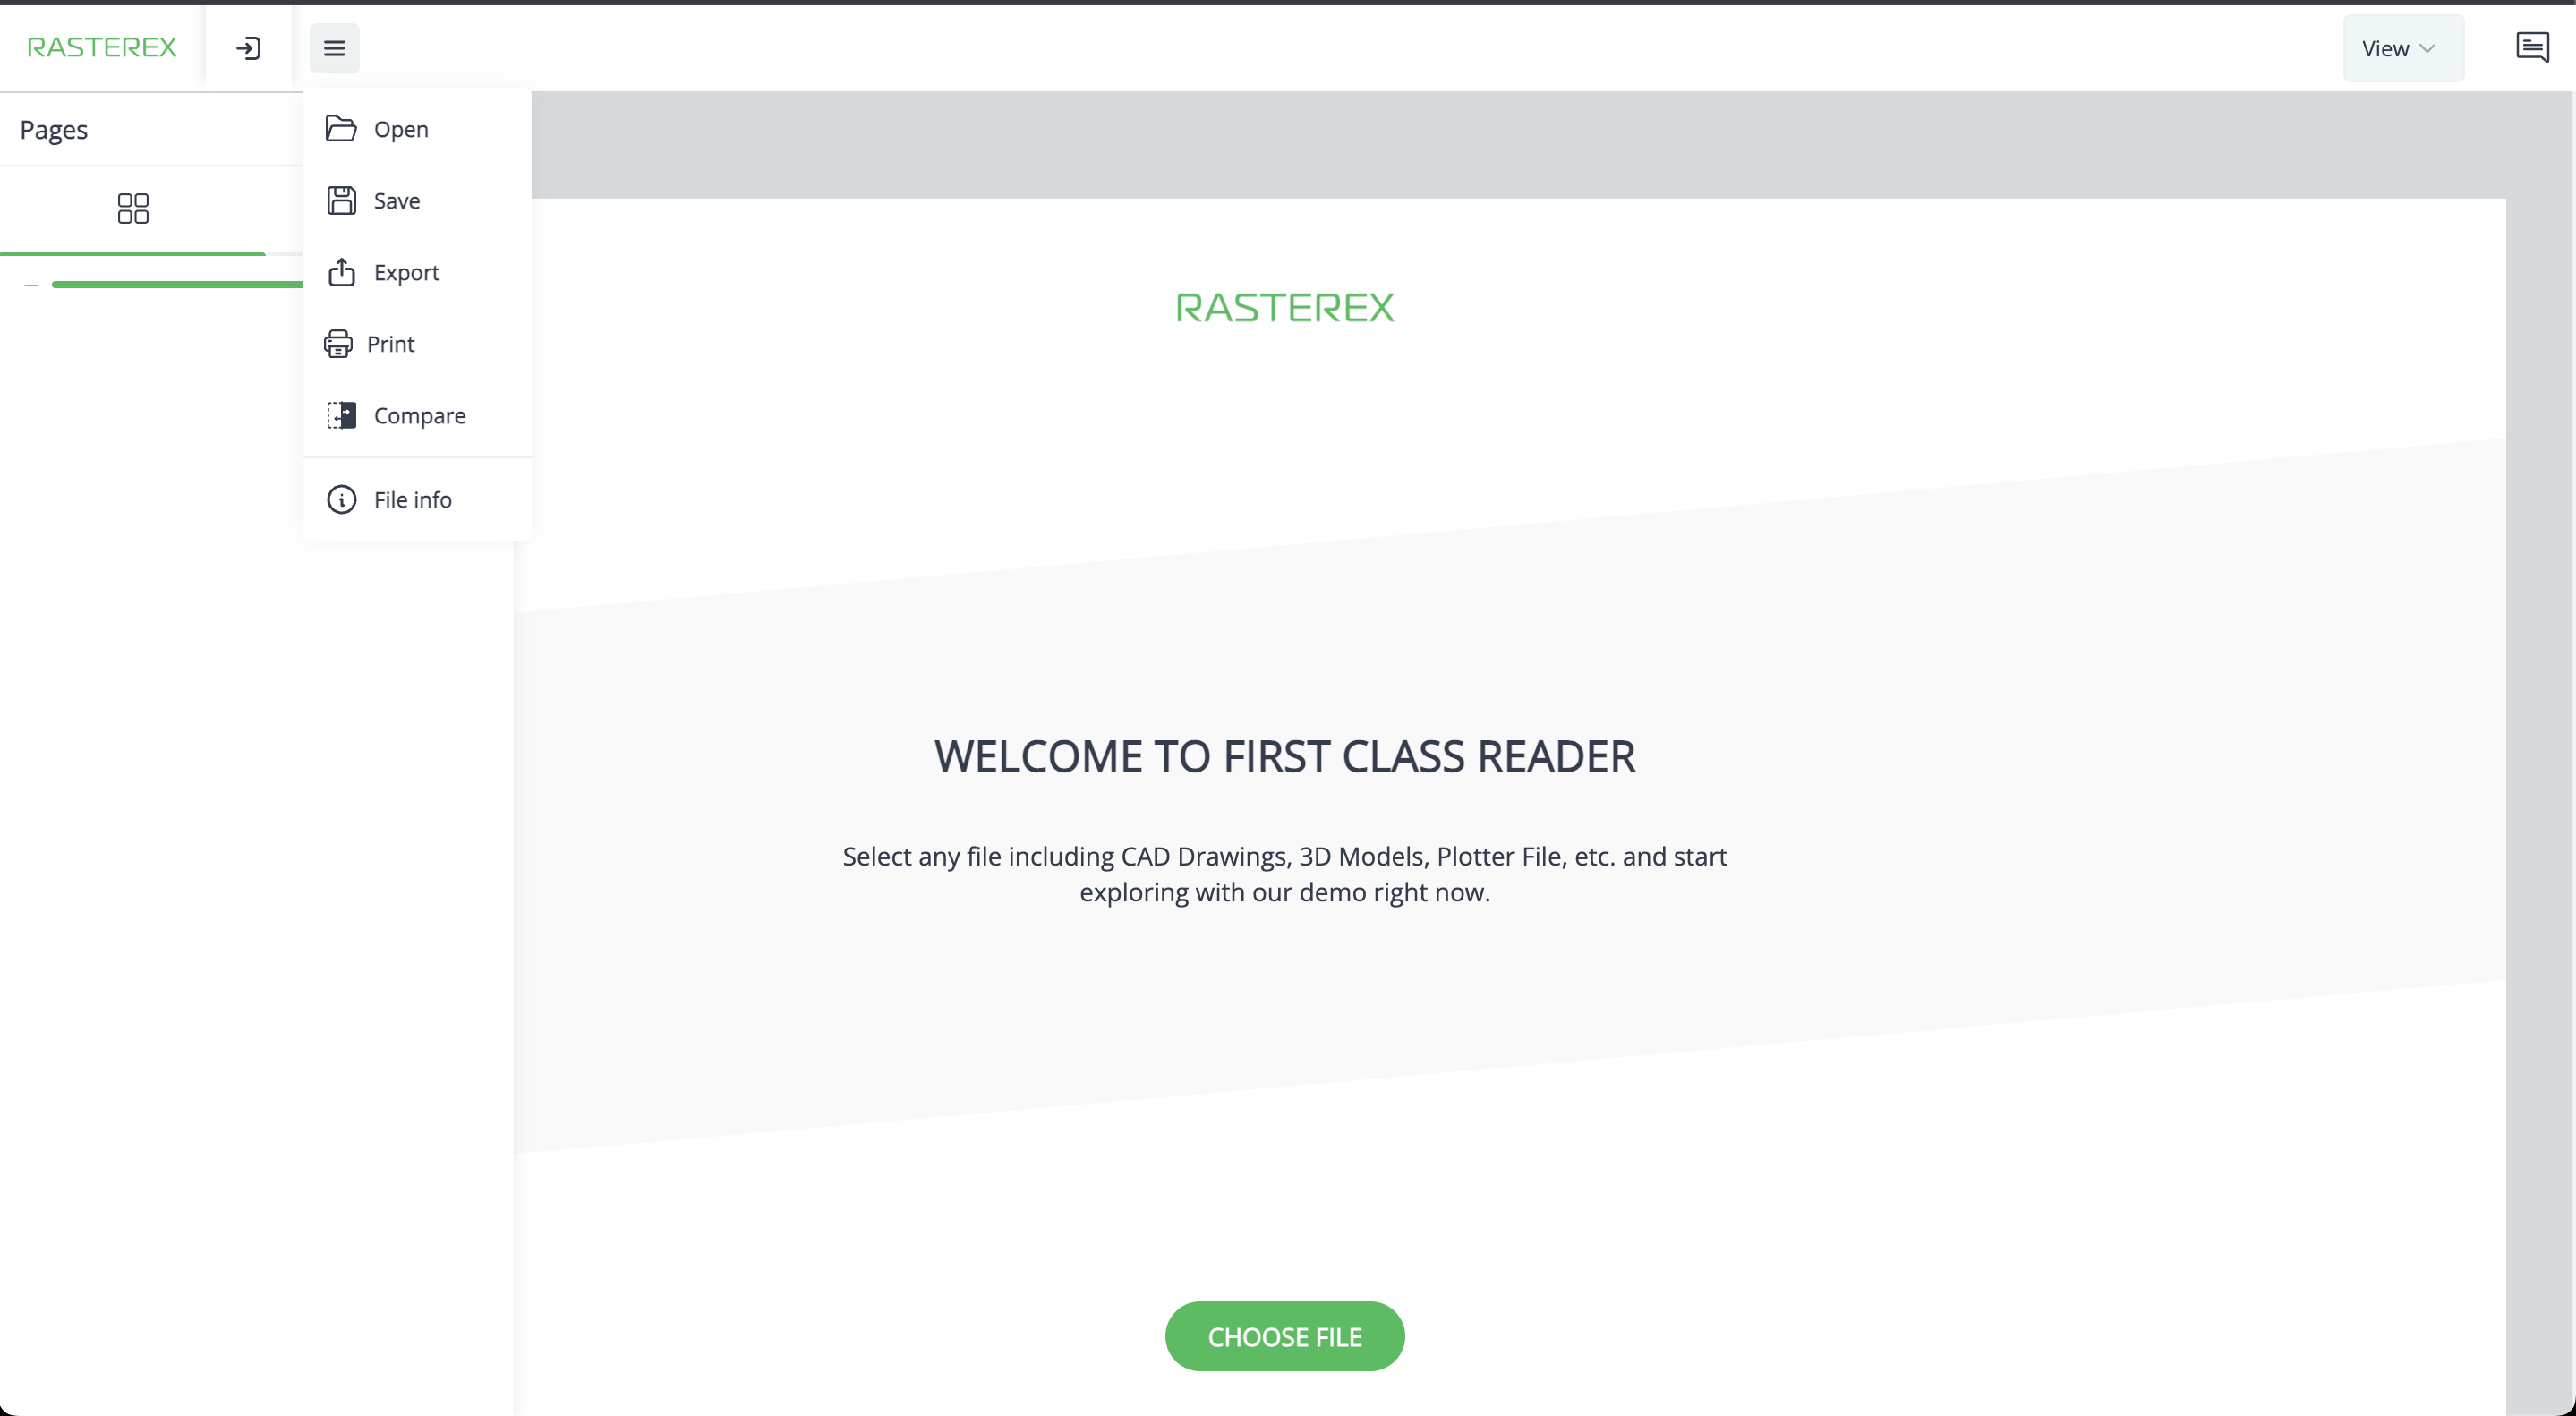 RASTEREX
View
Pages
Open
Save
Export
Print
Compare
File info
RASTEREX
WELCOME TO FIRST CLASS READER
Select any file including CAD Drawings, 3D Models, Plotter File, etc. and start
exploring with our demo right now.
CHOOSE FILE